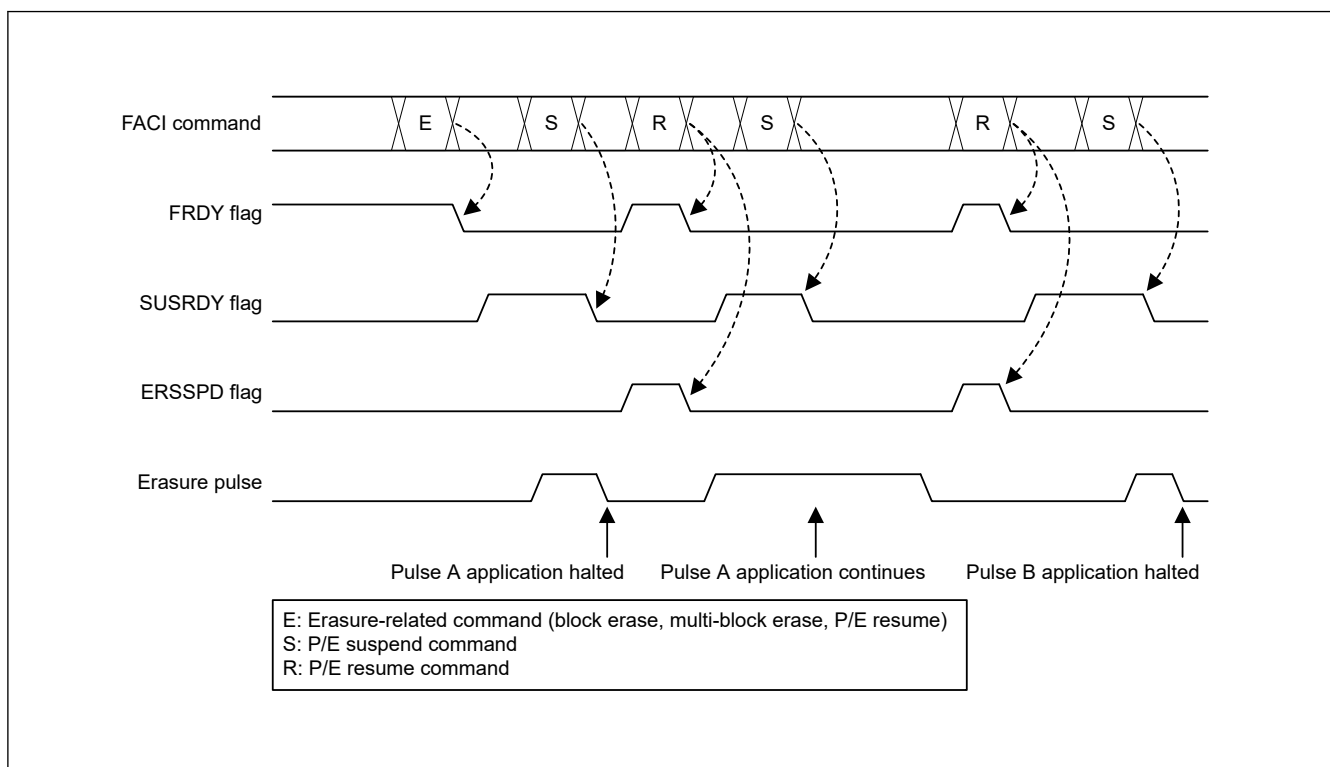 FACI command
E
S
R
S
R
S
FRDY flag
SUSRDY flag
ERSSPD flag
Erasure pulse
Pulse A application halted
Pulse A application continues
Pulse B application halted
E: Erasure-related command (block erase, multi-block erase, P/E resume)
S: P/E suspend command
R: P/E resume command